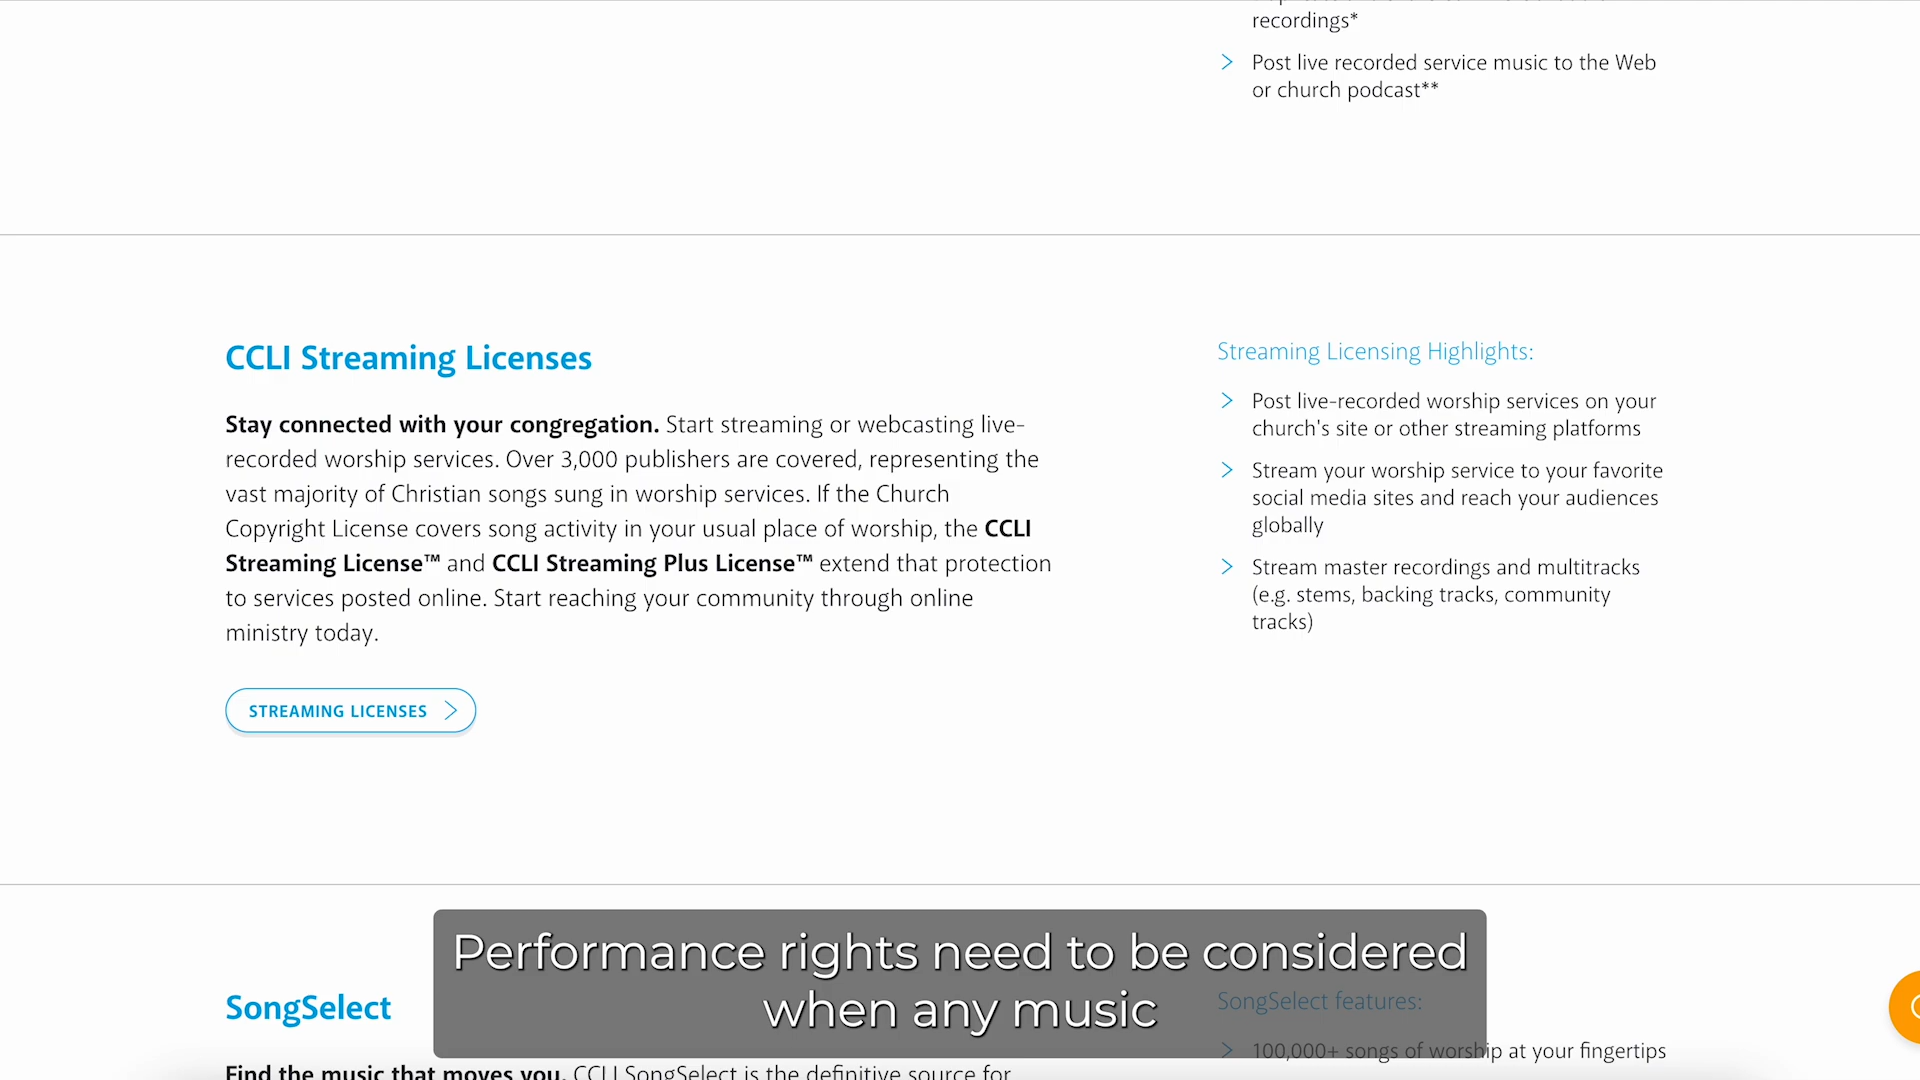 recordings*
Post live recorded service music to the Web
or church podcast**
CCLI Streaming Licenses
Stay connected with your congregation. Start streaming or webcasting live-
recorded worship services. Over 3,000 publishers are covered, representing the
vast majority of Christian songs sung in worship services. If the Church
Copyright License covers song activity in your usual place of worship, the CCLI
Streaming License™ and CCLI Streaming Plus License™ extend that protection
to services posted online. Start reaching your community through online
ministry today.
STREAMING LICENSES
Streaming Licensing Highlights:
Post live-recorded worship services on your
church's site or other streaming platforms
Stream your worship service to your favorite
social media sites and reach your audiences
globally
Stream master recordings and multitracks
(e.g. stems, backing tracks, community
tracks)
SongSelect
Find the music that moves you. CCLI SongSelect is the definitive source for
SongSelect features:
100,000+ songs of worship at your fingertips
Performance rights need to be considered
when any music